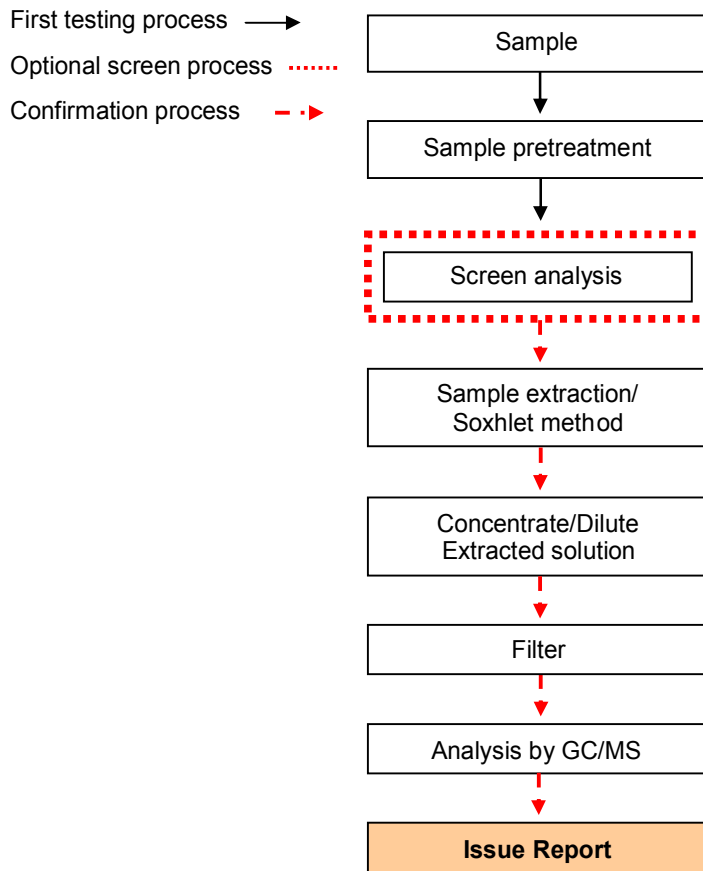 First testing process
Optional screen process
Confirmation process
Sample
Sample pretreatment
Screen analysis
Sample extraction/
Soxhlet method
Concentrate/Dilute
Extracted solution
Filter
Analysis by GC/MS
Issue Report